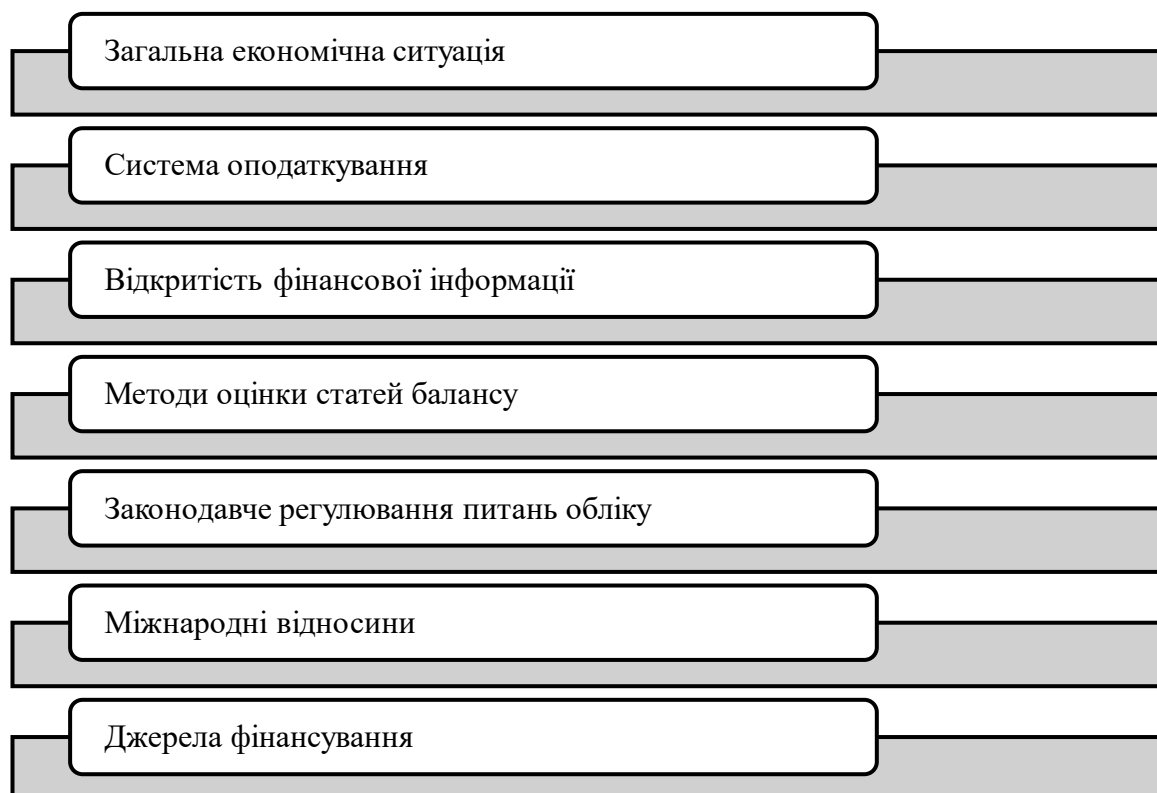 Загальна економічна ситуація
Система оподаткування
Відкритість фінансової інформації
Методи оцінки статей балансу
Законодавче регулювання питань обліку
Міжнародні відносини
Джерела фінансування